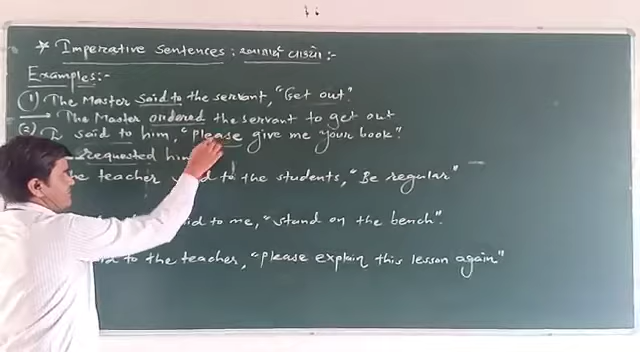 * Imperative Sentences : આજ્ઞાર્થ વાક્યો :-
Examples:-
(1) The Master said to the servant, "Get out".
→ The Master ordered the servant to get out
(2) I said to him, "please give me your book".
requested him
the teacher said to the students, "Be regular"
said to me, "stand on the bench".
to the teacher, "please explain this lesson again"